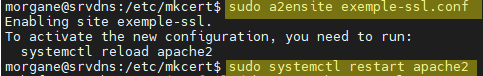 morgane@srvdns:/etc/mkcert$ sudo a2ensite exemple-ssl.conf
Enabling site exemple-ssl.
To activate the new configuration, you need to run:
  systemctl reload apache2
morgane@srvdns:/etc/mkcert$ sudo systemctl restart apache2